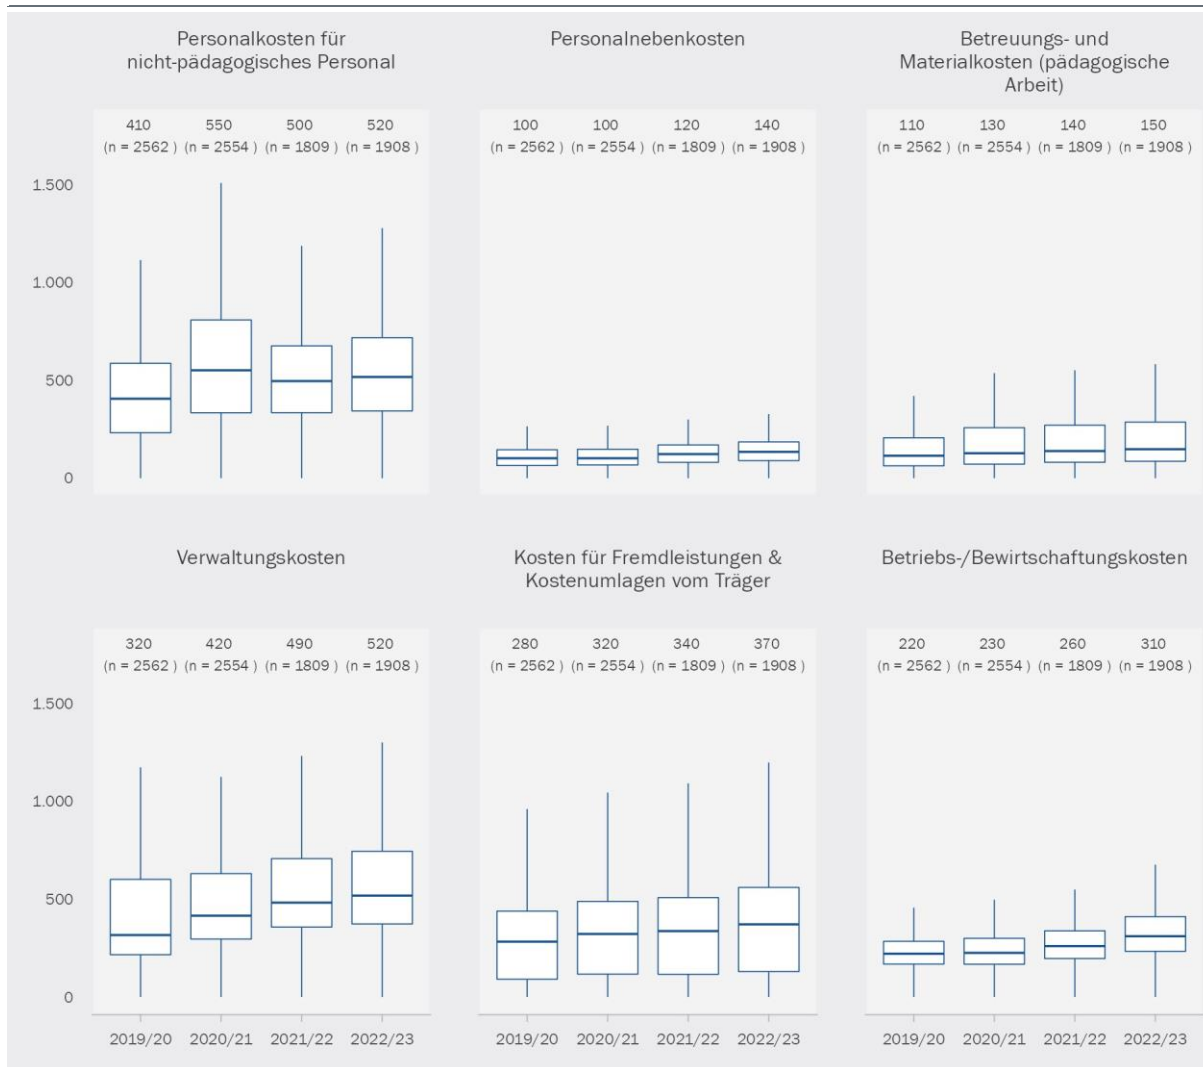 Personalkosten für
nicht-pädagogisches Personal
Personalnebenkosten
Betreuungs- und
Materialkosten (pädagogische
Arbeit)
410 550 500 520
(n = 2562 ) (n = 2554 ) (n = 1809 ) (n = 1908 )
100 100 120 140
(n = 2562 ) (n = 2554 ) (n = 1809 ) (n = 1908 )
110 130 140 150
(n = 2562 ) (n = 2554 ) (n = 1809 ) (n = 1908 )
1.500
1.000
500
0
Verwaltungskosten
Kosten für Fremdleistungen &
Kostenumlagen vom Träger
Betriebs-/Bewirtschaftungskosten
320 420 490 520
(n = 2562 ) (n = 2554 ) (n = 1809 ) (n = 1908 )
280 320 340 370
(n = 2562 ) (n = 2554 ) (n = 1809 ) (n = 1908 )
220 230 260 310
(n = 2562 ) (n = 2554 ) (n = 1809 ) (n = 1908 )
1.500
1.000
500
0
2019/20 2020/21 2021/22 2022/23
2019/20 2020/21 2021/22 2022/23
2019/20 2020/21 2021/22 2022/23